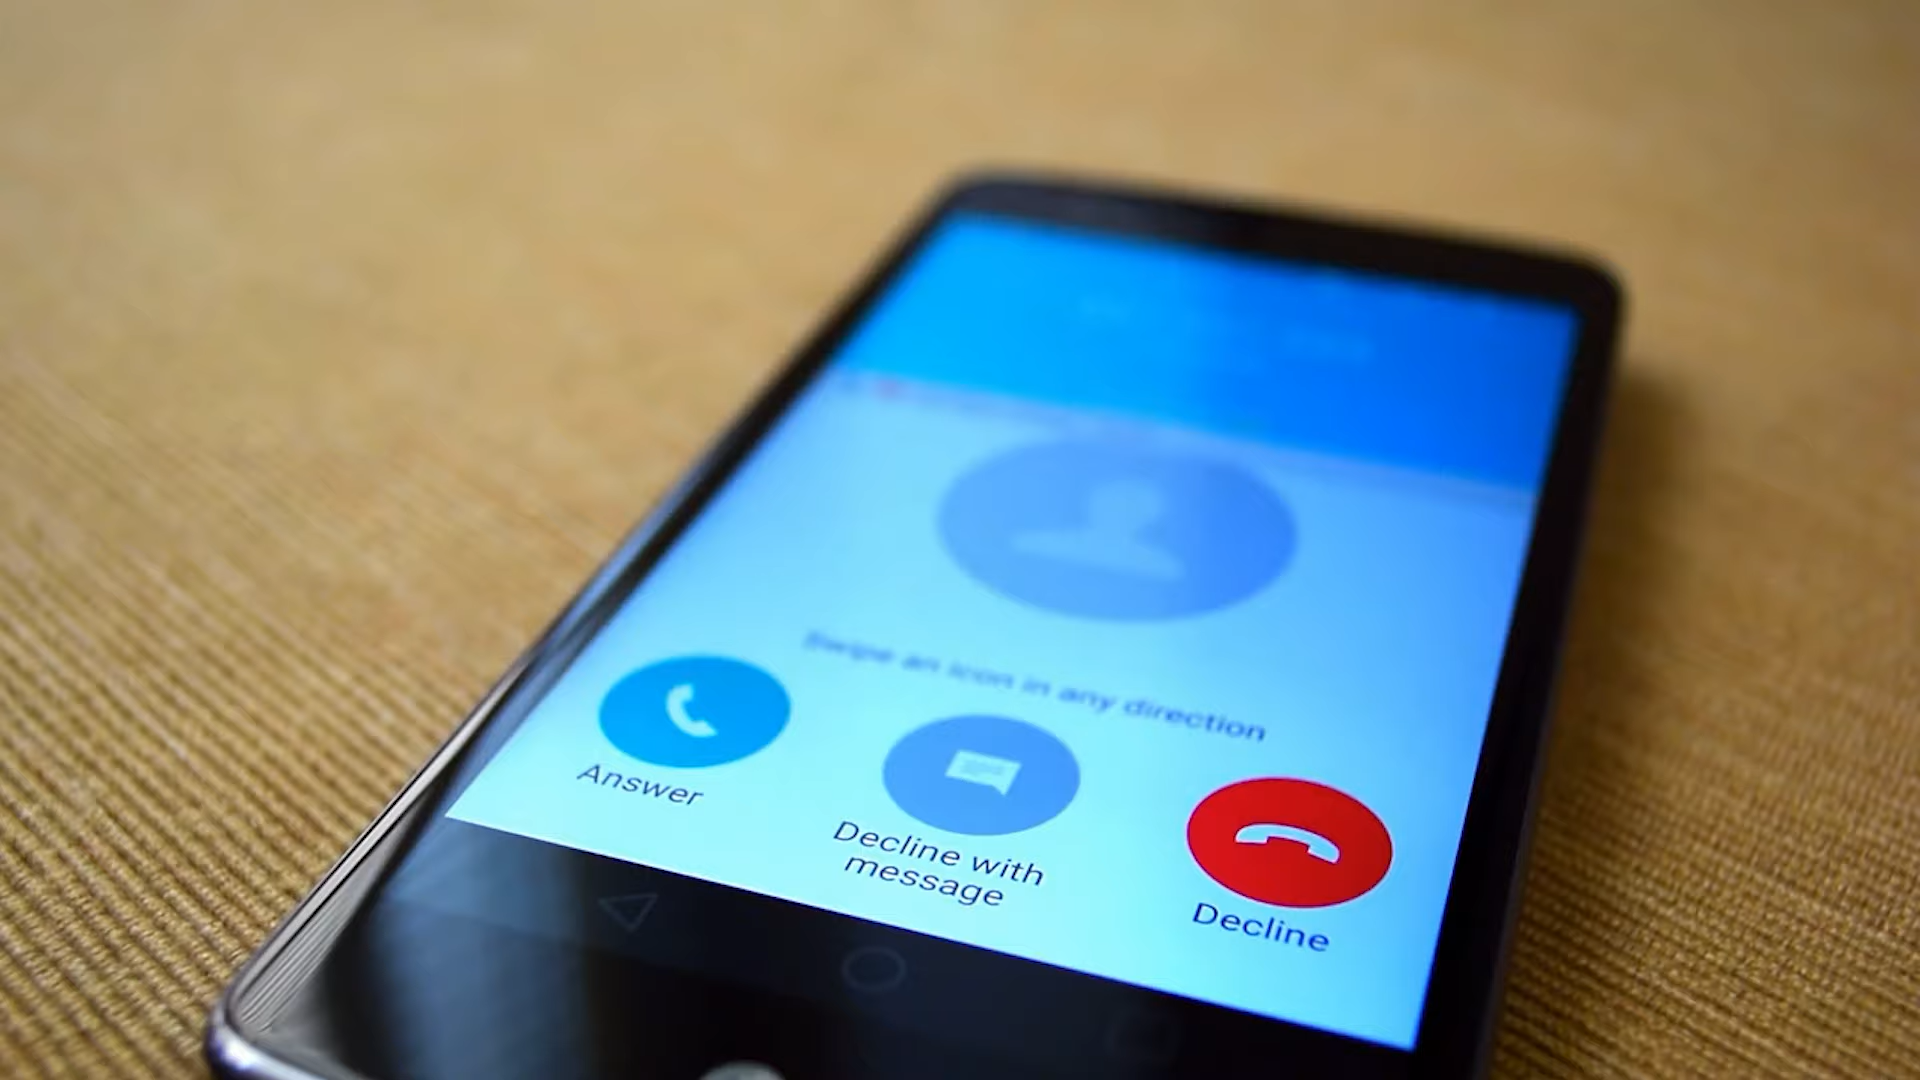 Swipe an icon in any direction
Answer
Decline with
message
Decline